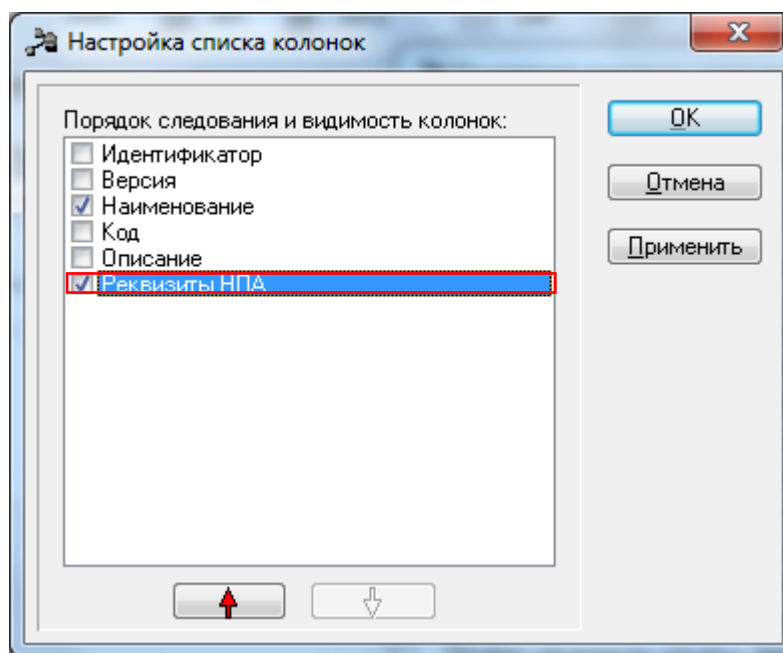 Настройка списка колонок
Порядок следования и видимость колонок:
Идентификатор
Версия
Наименование
Код
Описание
Реквизиты НПА
OK
Отмена
Применить